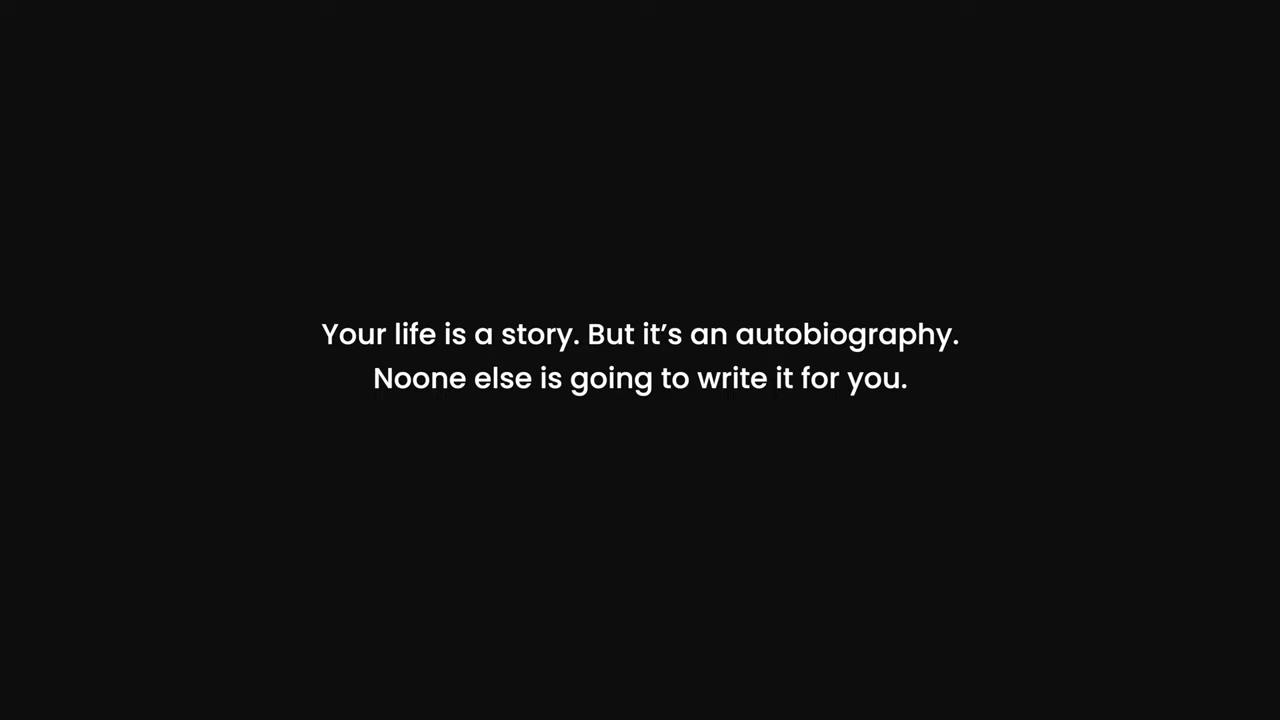 Your life is a story. But it’s an autobiography.
Noone else is going to write it for you.